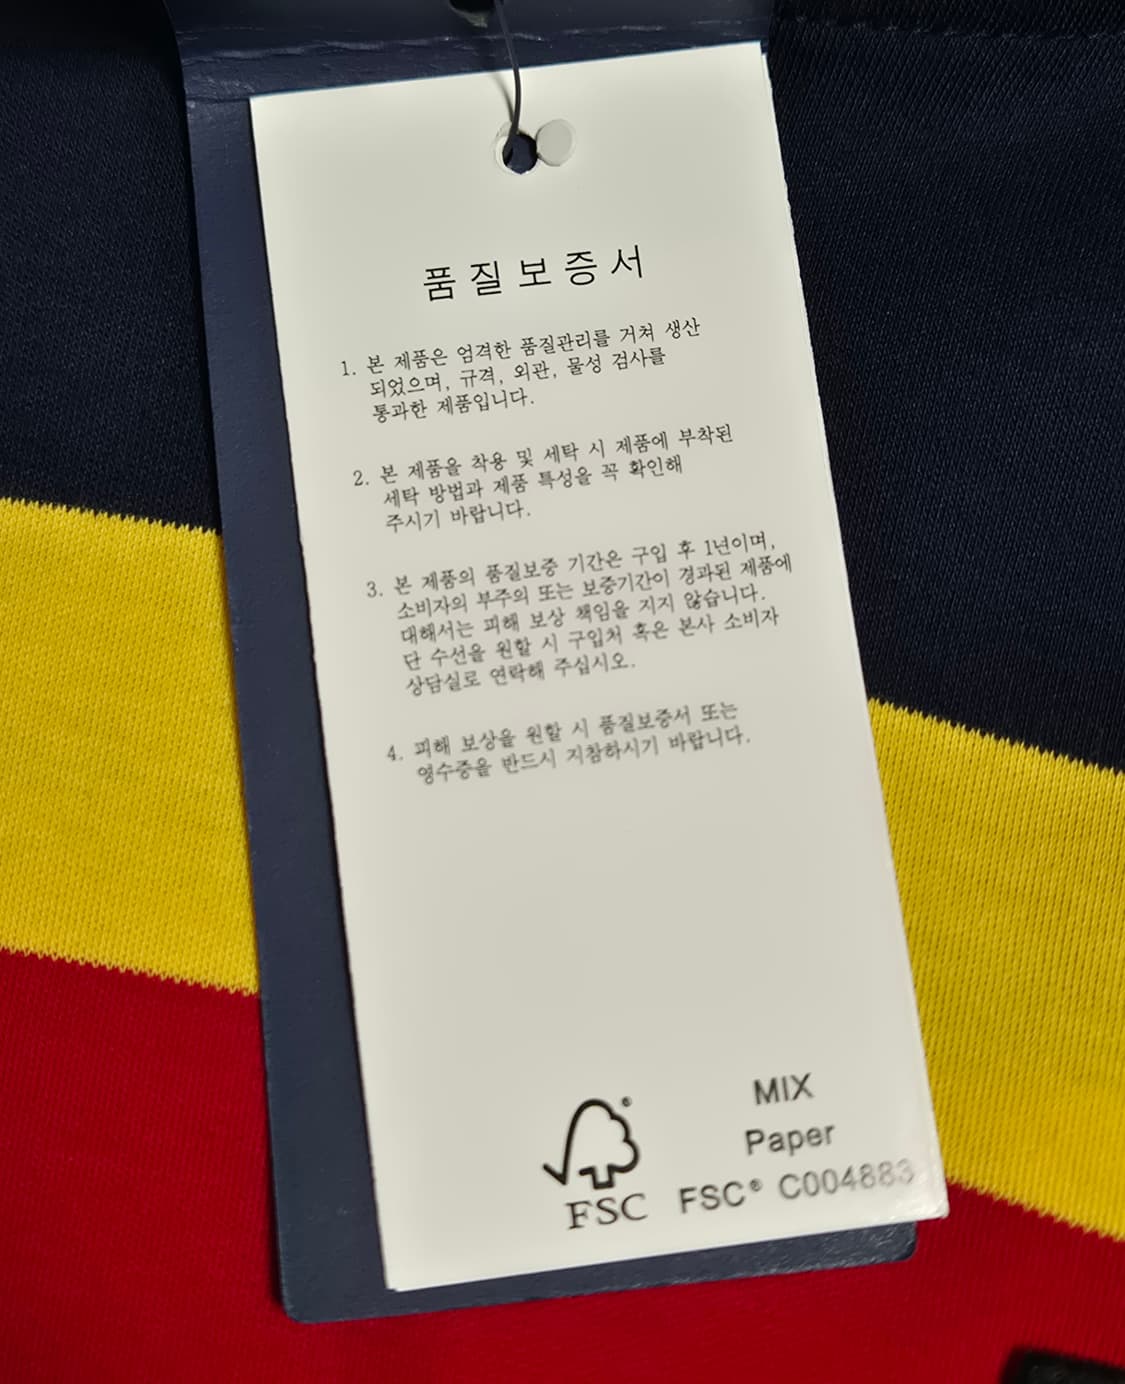 품질보증서
1. 본 제품은 엄격한 품질관리를 거쳐 생산
되었으며, 규격, 외관, 물성 검사를
통과한 제품입니다.
2. 본 제품을 착용 및 세탁 시 제품에 부착된
세탁 방법과 제품 특성을 꼭 확인해
주시기 바랍니다.
3. 본 제품의 품질보증 기간은 구입 후 1년이며,
소비자의 부주의 또는 보증기간이 경과된 제품에
대해서는 피해 보상 책임을 지지 않습니다.
단 수선을 원할 시 구입처 혹은 본사 소비자
상담실로 연락해 주십시오.
4. 피해 보상을 원할 시 품질보증서 또는
영수증을 반드시 지참하시기 바랍니다.
MIX
Paper
FSC® C004883
®
FSC